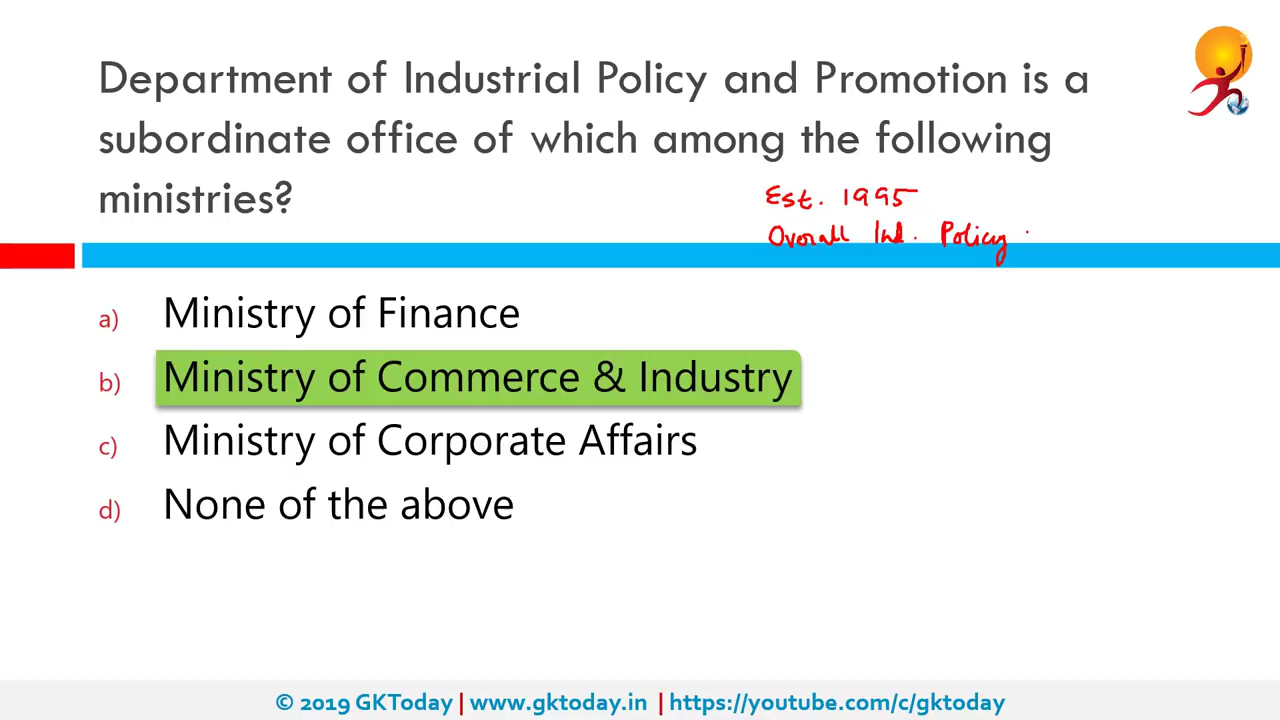 Department of Industrial Policy and Promotion is a
subordinate office of which among the following
ministries?
Est. 1995
Overall Ind. Policy
a) Ministry of Finance
b) Ministry of Commerce & Industry
c) Ministry of Corporate Affairs
d) None of the above
© 2019 GKToday | www.gktoday.in | https://youtube.com/c/gktoday